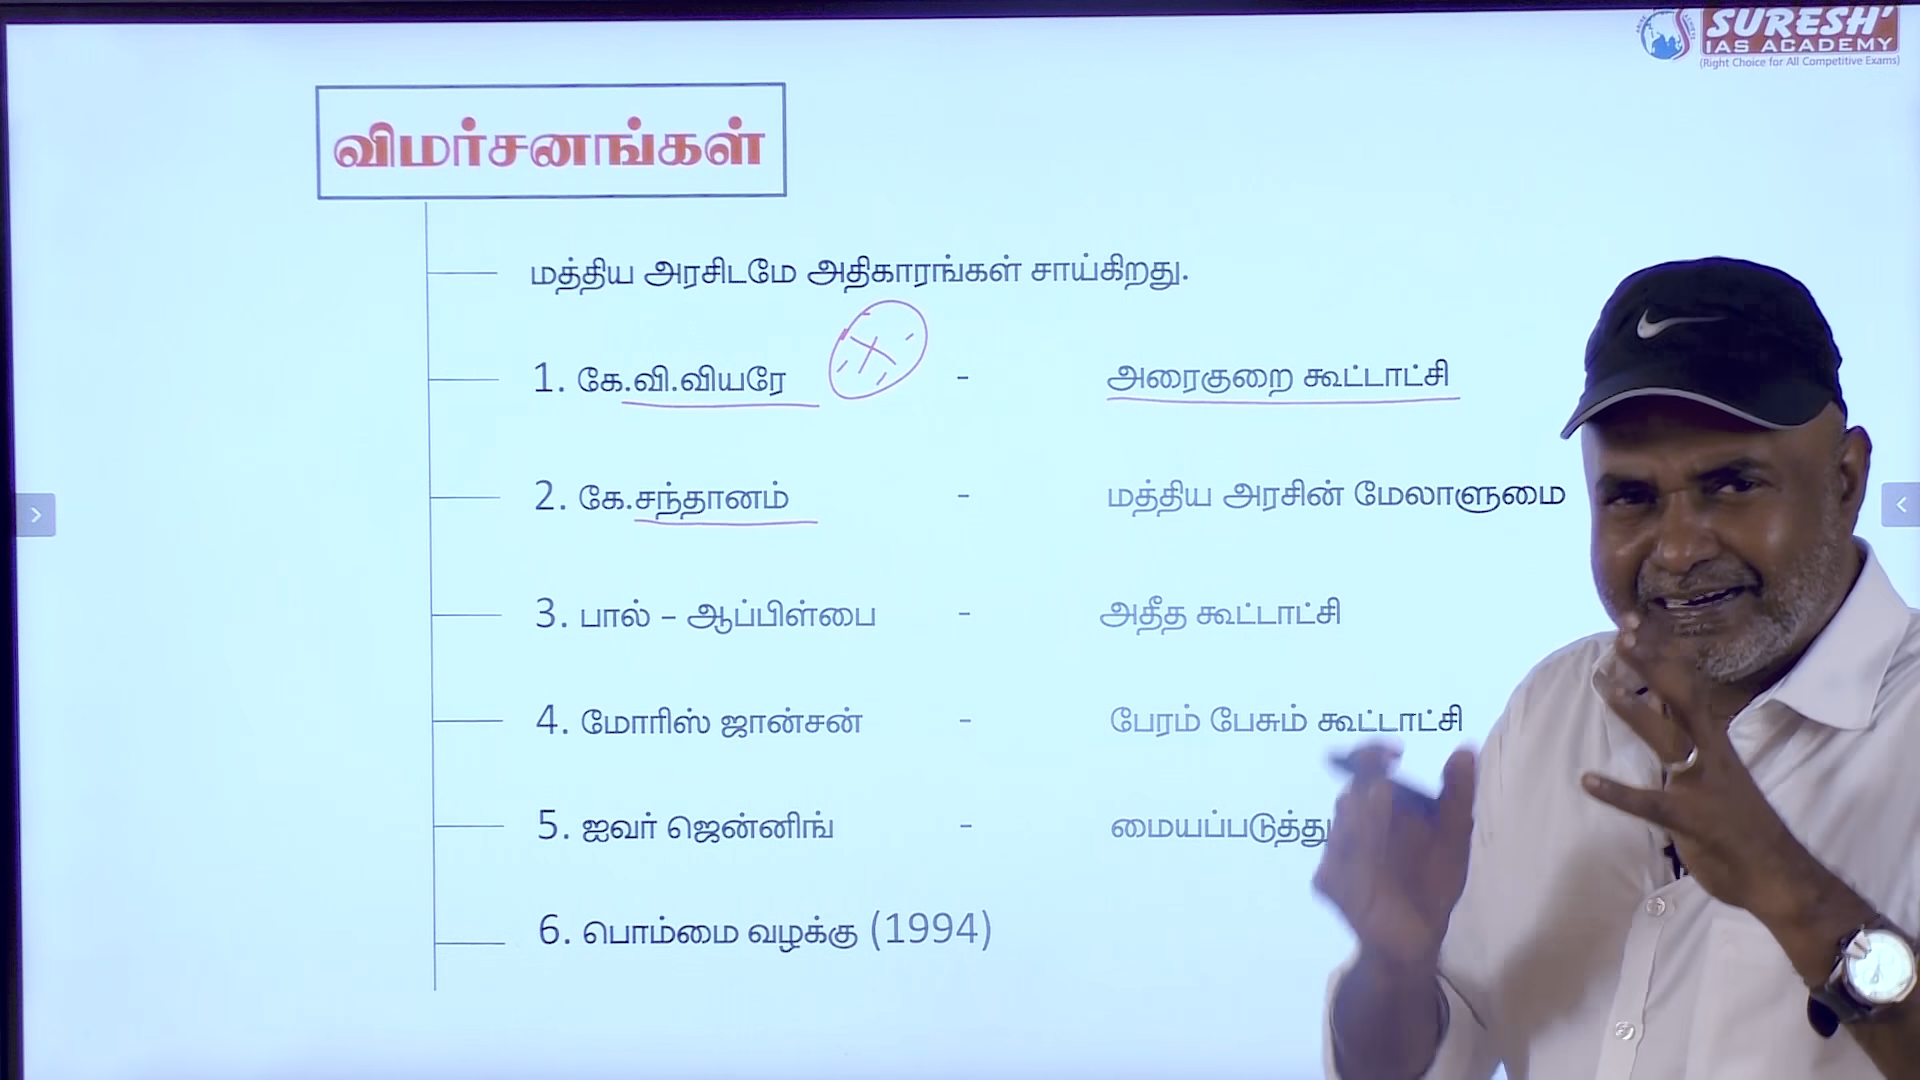 SURESH'
IAS ACADEMY
(Right Choice for All Competitive Exams)
விமர்சனங்கள்
மத்திய அரசிடமே அதிகாரங்கள் சாய்கிறது.
1. கே.வி.வியரே - அரைகுறை கூட்டாட்சி
2. கே.சந்தானம் - மத்திய அரசின் மேலாளுமை
3. பால் – ஆப்பிள்பை - அதீத கூட்டாட்சி
4. மோரிஸ் ஜான்சன் - பேரம் பேசும் கூட்டாட்சி
5. ஐவர் ஜென்னிங் - மையப்படுத்து
6. பொம்மை வழக்கு (1994)